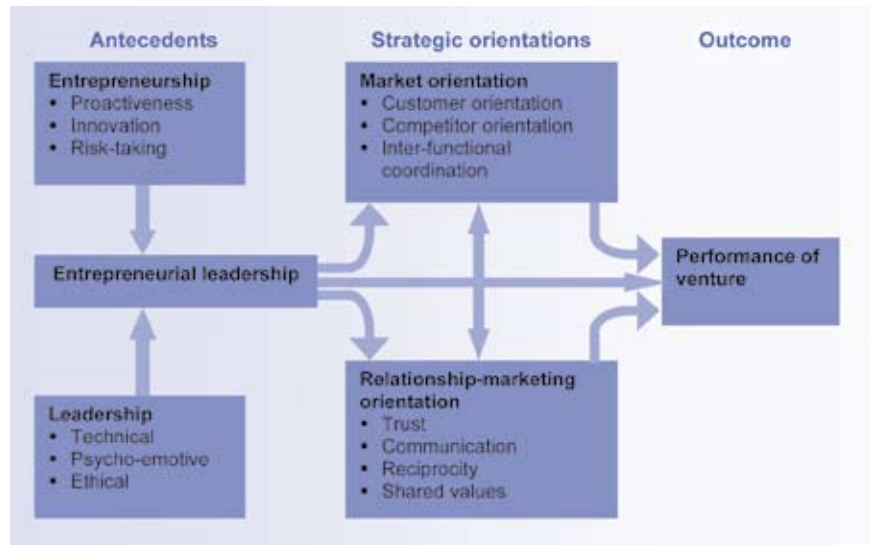 Antecedents
Strategic orientations
Outcome
Entrepreneurship
▪ Proactiveness
▪ Innovation
▪ Risk-taking
Market orientation
▪ Customer orientation
▪ Competitor orientation
▪ Inter-functional
coordination
Entrepreneurial leadership
Performance of
venture
Leadership
▪ Technical
▪ Psycho-emotive
▪ Ethical
Relationship-marketing
orientation
▪ Trust
▪ Communication
▪ Reciprocity
▪ Shared values